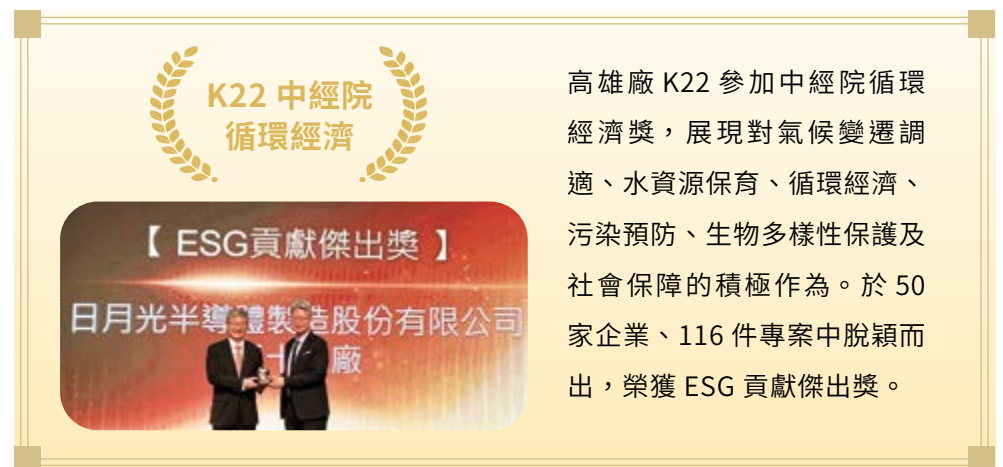 K22 中經院
循環經濟
【 ESG貢獻傑出獎 】
日月光半導體製造股份有限公司
十 廠
高雄廠 K22 參加中經院循環
經濟獎，展現對氣候變遷調
適、水資源保育、循環經濟、
污染預防、生物多樣性保護及
社會保障的積極作為。於 50
家企業、116 件專案中脫穎而
出，榮獲 ESG 貢獻傑出獎。